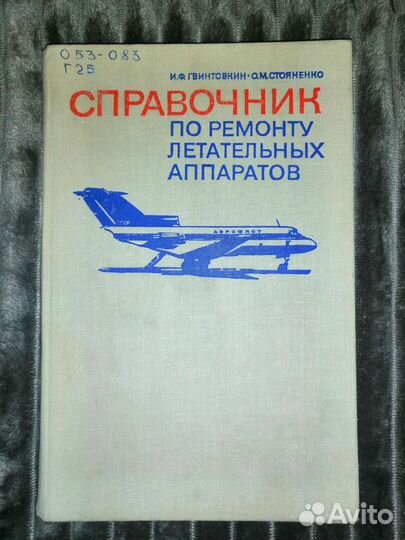 053-083
Г25
И.Ф.ГВИНТОВКИН·О.М.СТОЯНЕНКО
СПРАВОЧНИК
ПО РЕМОНТУ
ЛЕТАТЕЛЬНЫХ
АППАРАТОВ
АЭРОФЛОТ
Avito